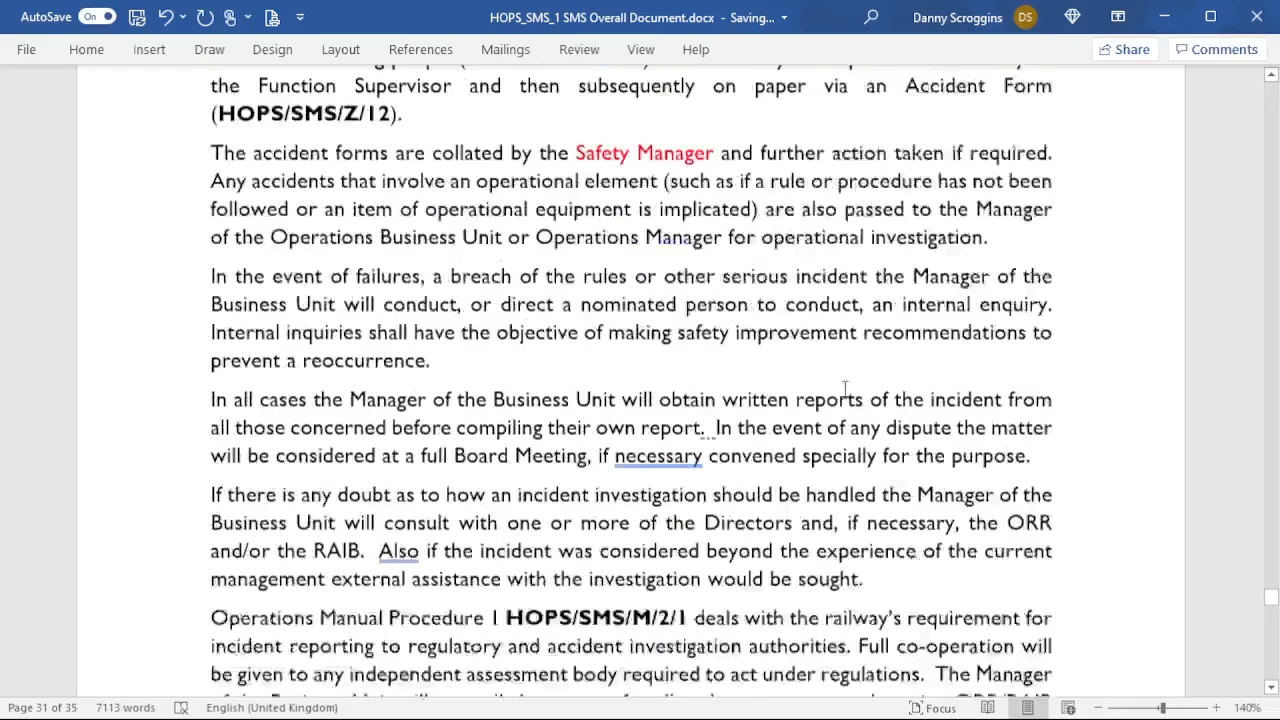 AutoSave On HOPS_SMS_1 SMS Overall Document.docx - Saving... Danny Scroggins DS
File Home Insert Draw Design Layout References Mailings Review View Help Share Comments
the Function Supervisor and then subsequently on paper via an Accident Form
(HOPS/SMS/Z/12).
The accident forms are collated by the Safety Manager and further action taken if required.
Any accidents that involve an operational element (such as if a rule or procedure has not been
followed or an item of operational equipment is implicated) are also passed to the Manager
of the Operations Business Unit or Operations Manager for operational investigation.
In the event of failures, a breach of the rules or other serious incident the Manager of the
Business Unit will conduct, or direct a nominated person to conduct, an internal enquiry.
Internal inquiries shall have the objective of making safety improvement recommendations to
prevent a reoccurrence.
In all cases the Manager of the Business Unit will obtain written reports of the incident from
all those concerned before compiling their own report.  In the event of any dispute the matter
will be considered at a full Board Meeting, if necessary convened specially for the purpose.
If there is any doubt as to how an incident investigation should be handled the Manager of the
Business Unit will consult with one or more of the Directors and, if necessary, the ORR
and/or the RAIB.  Also if the incident was considered beyond the experience of the current
management external assistance with the investigation would be sought.
Operations Manual Procedure 1 HOPS/SMS/M/2/1 deals with the railway's requirement for
incident reporting to regulatory and accident investigation authorities. Full co-operation will
be given to any independent assessment body required to act under regulations.  The Manager
Page 31 of 35 7113 words English (United Kingdom) Focus 140%